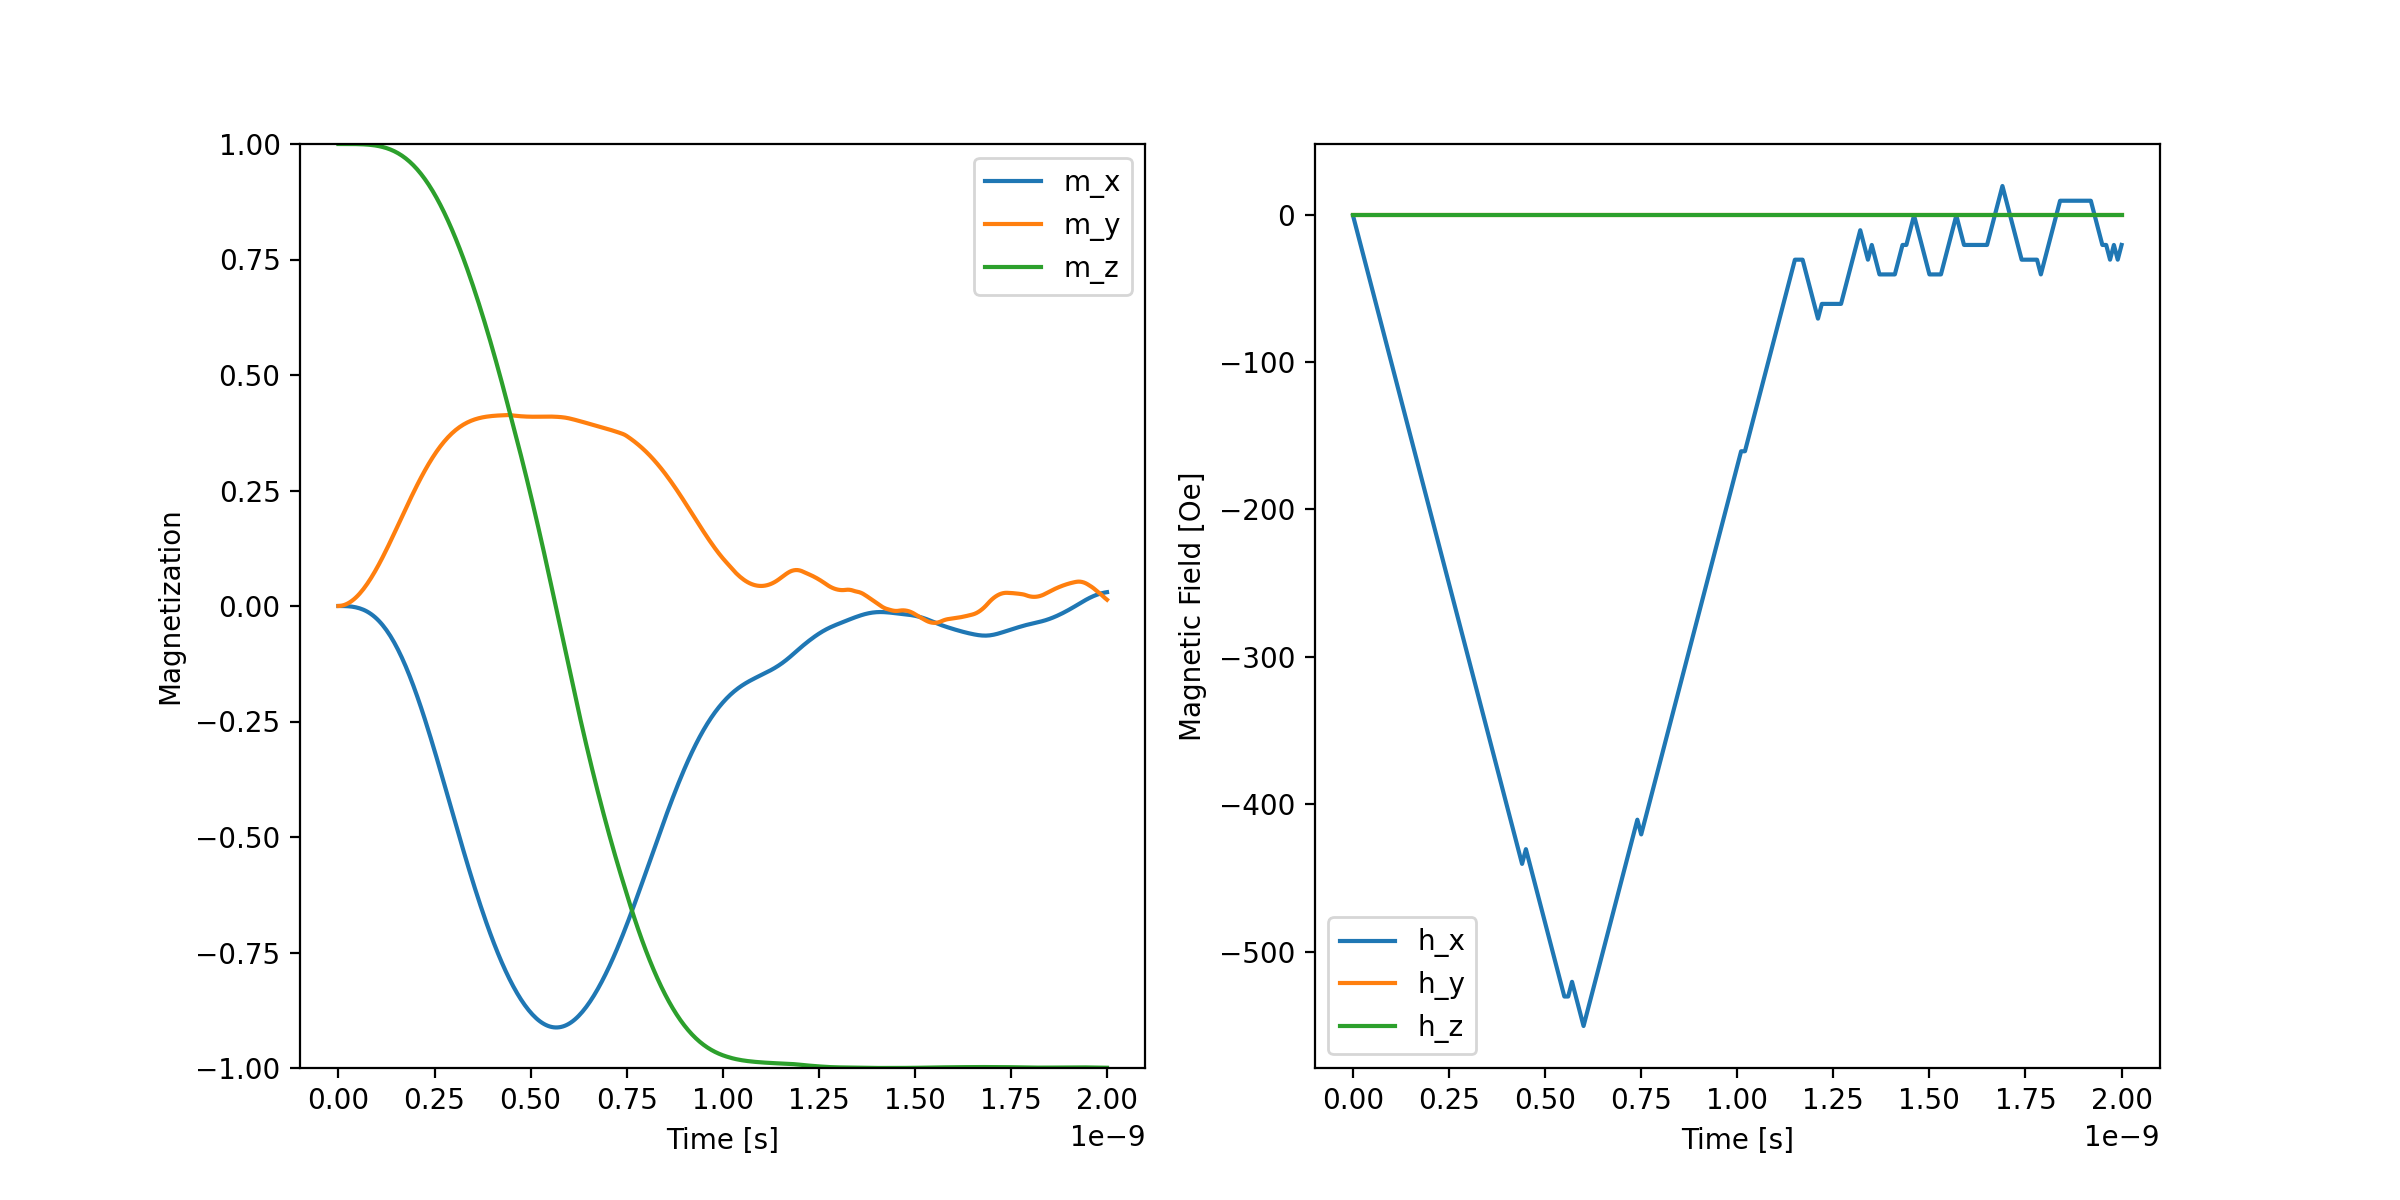 1.00
0.75
0.50
0.25
0.00
−0.25
−0.50
−0.75
−1.00
Magnetization
m_x
m_y
m_z
0.00 0.25 0.50 0.75 1.00 1.25 1.50 1.75 2.00
Time [s]
1e−9
0
−100
−200
−300
−400
−500
Magnetic Field [Oe]
h_x
h_y
h_z
0.00 0.25 0.50 0.75 1.00 1.25 1.50 1.75 2.00
Time [s]
1e−9